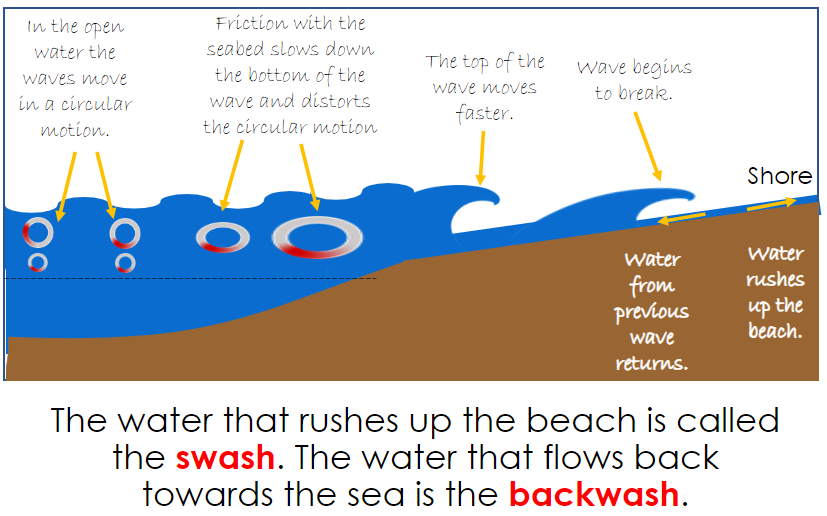 In the open
water the
waves move
in a circular
motion.
Friction with the
seabed slows down
the bottom of the
wave and distorts
the circular motion
The top of the
wave moves
faster.
Wave begins
to break.
Shore
Water
from
previous
wave
returns.
Water
rushes
up the
beach.
The water that rushes up the beach is called
the swash. The water that flows back
towards the sea is the backwash.